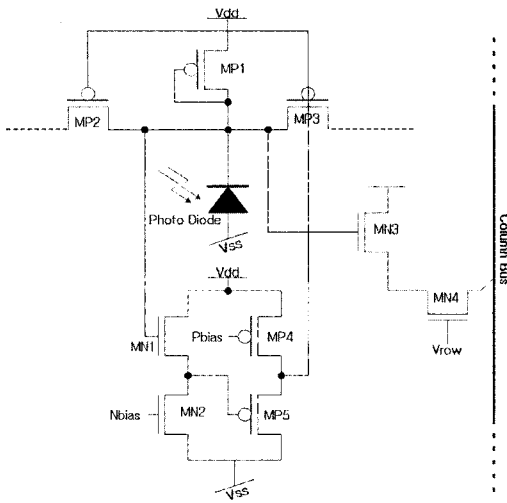 Vdd
MP1
MP2
MP3
Photo Diode
Vss
MN3
Column Bus
Vdd
MN4
MN1
Pbias
MP4
Vrow
Nbias
MN2
MP5
Vss